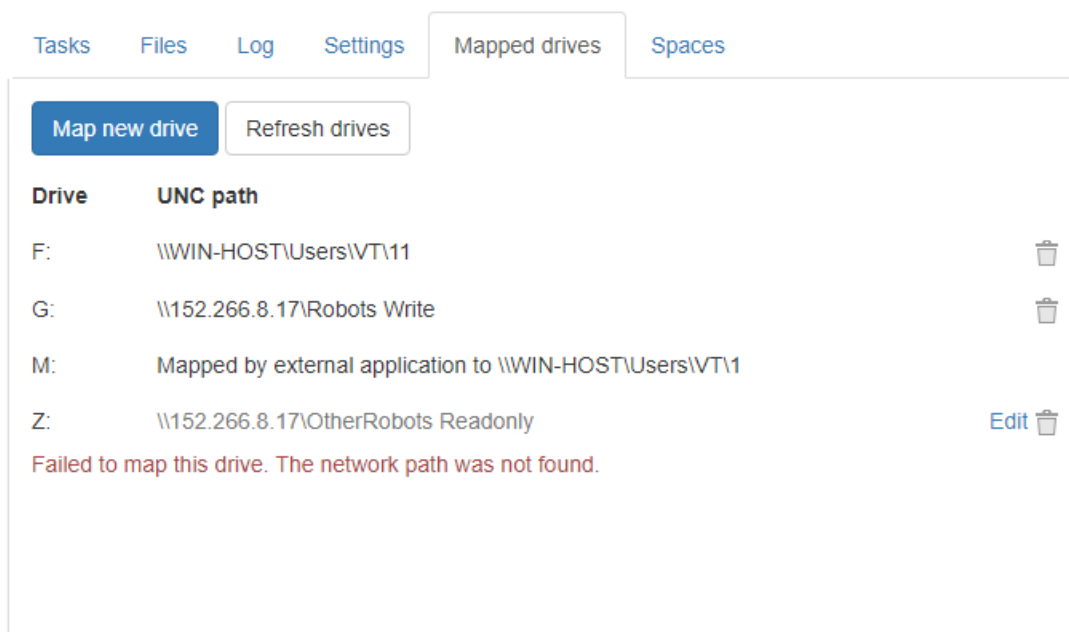 Tasks Files Log Settings Mapped drives Spaces
Map new drive Refresh drives
Drive UNC path
F: \\WIN-HOST\Users\VT\11
G: \\152.266.8.17\Robots Write
M: Mapped by external application to \\WIN-HOST\Users\VT\1
Z: \\152.266.8.17\OtherRobots Readonly Edit
Failed to map this drive. The network path was not found.